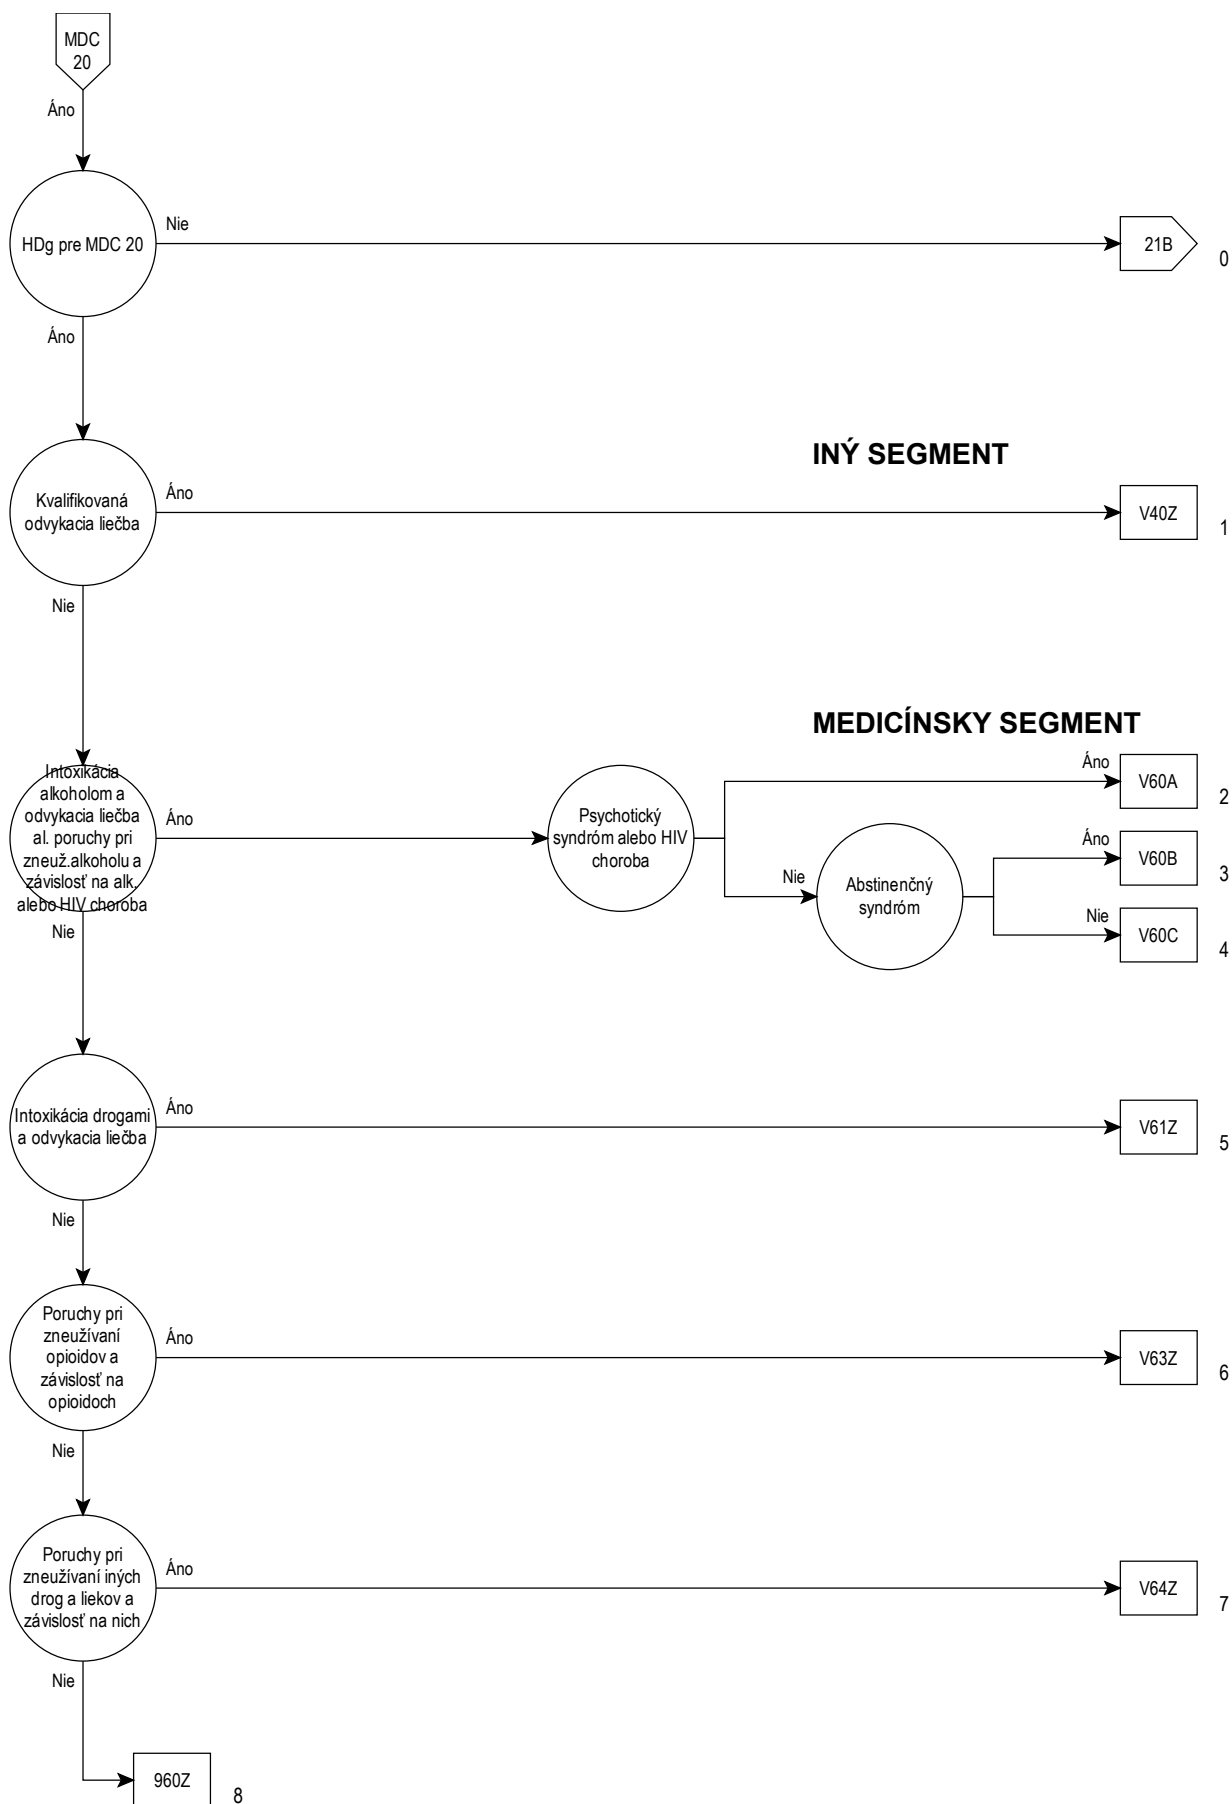 MDC
20
Áno
HDg pre MDC 20
Nie
21B
0
Áno
INÝ SEGMENT
Kvalifikovaná
odvykacia liečba
Áno
V40Z
1
Nie
MEDICÍNSKY SEGMENT
Intoxikácia
alkoholom a
odvykacia liečba
al. poruchy pri
zneuž.alkoholu a
závislosť na alk.
alebo HIV choroba
Áno
Psychotický
syndróm alebo HIV
choroba
Áno
V60A
2
Nie
Abstinenčný
syndróm
Áno
V60B
3
Nie
V60C
4
Nie
Intoxikácia drogami
a odvykacia liečba
Áno
V61Z
5
Nie
Poruchy pri
zneužívaní
opioidov a
závislosť na
opioidoch
Áno
V63Z
6
Nie
Poruchy pri
zneužívaní iných
drog a liekov a
závislosť na nich
Áno
V64Z
7
Nie
960Z
8